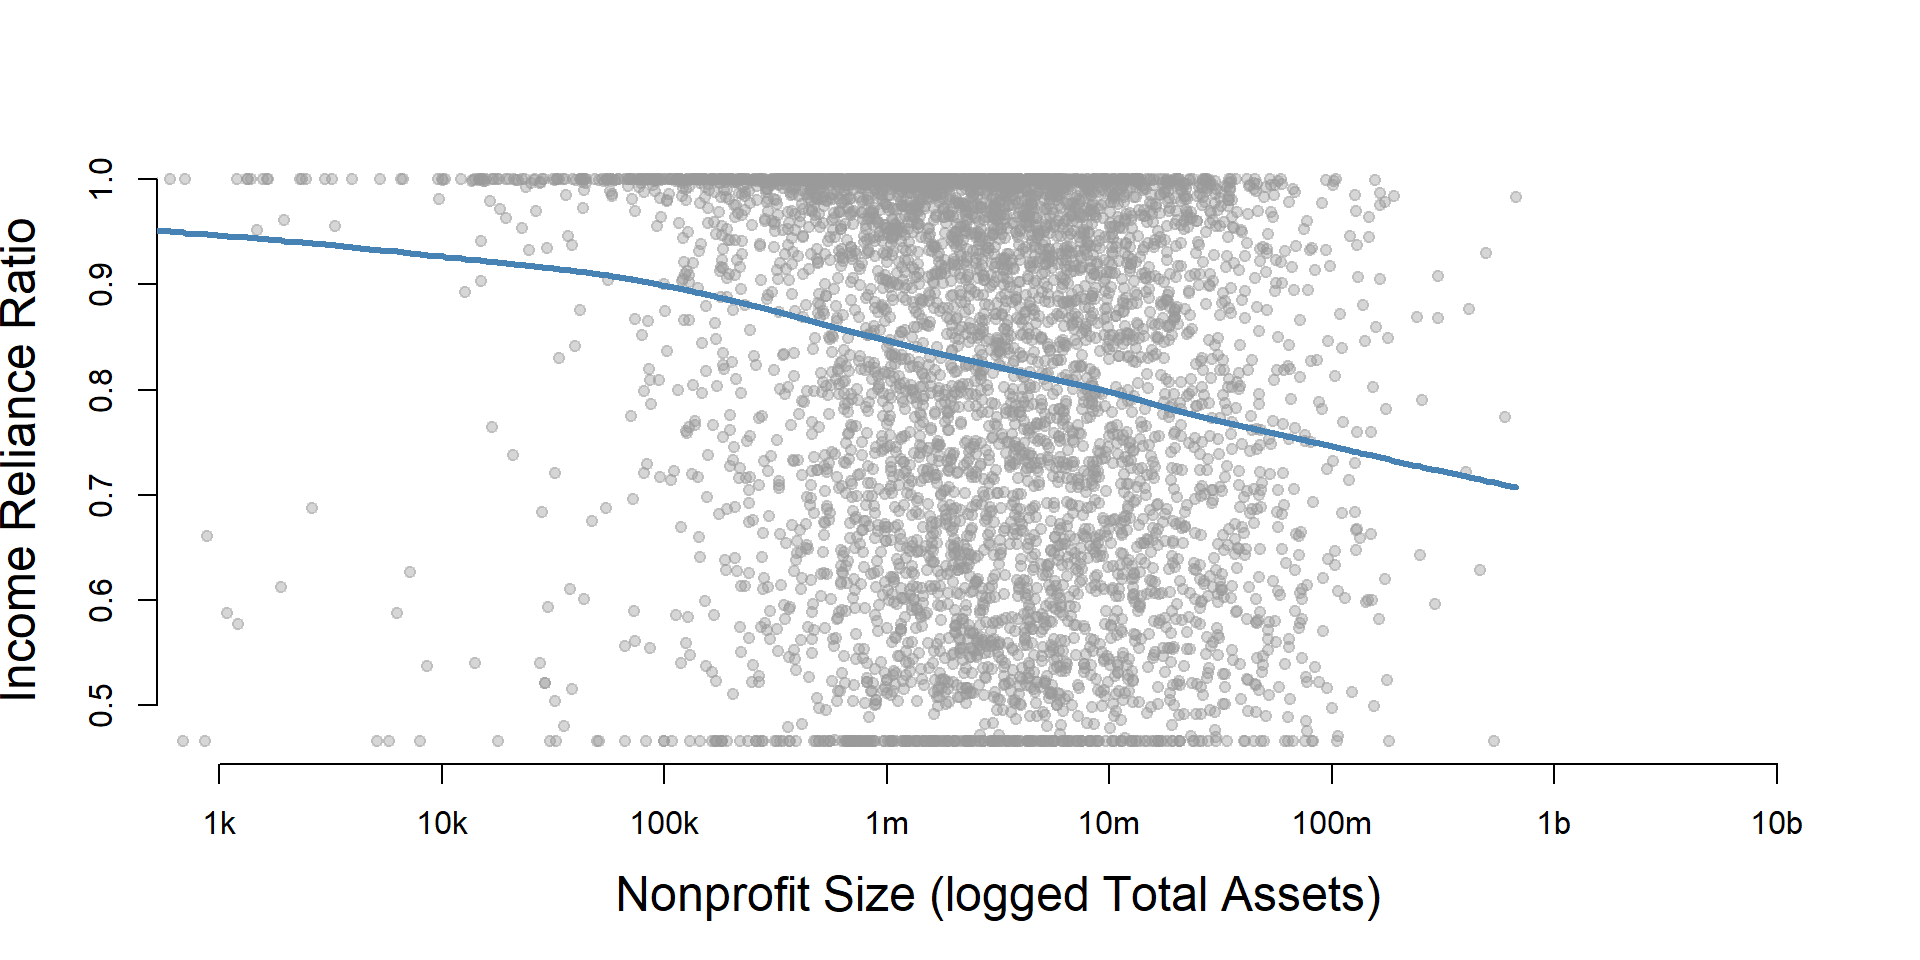 Income Reliance Ratio
1.0
0.9
0.8
0.7
0.6
0.5
1k 10k 100k 1m 10m 100m 1b 10b
Nonprofit Size (logged Total Assets)